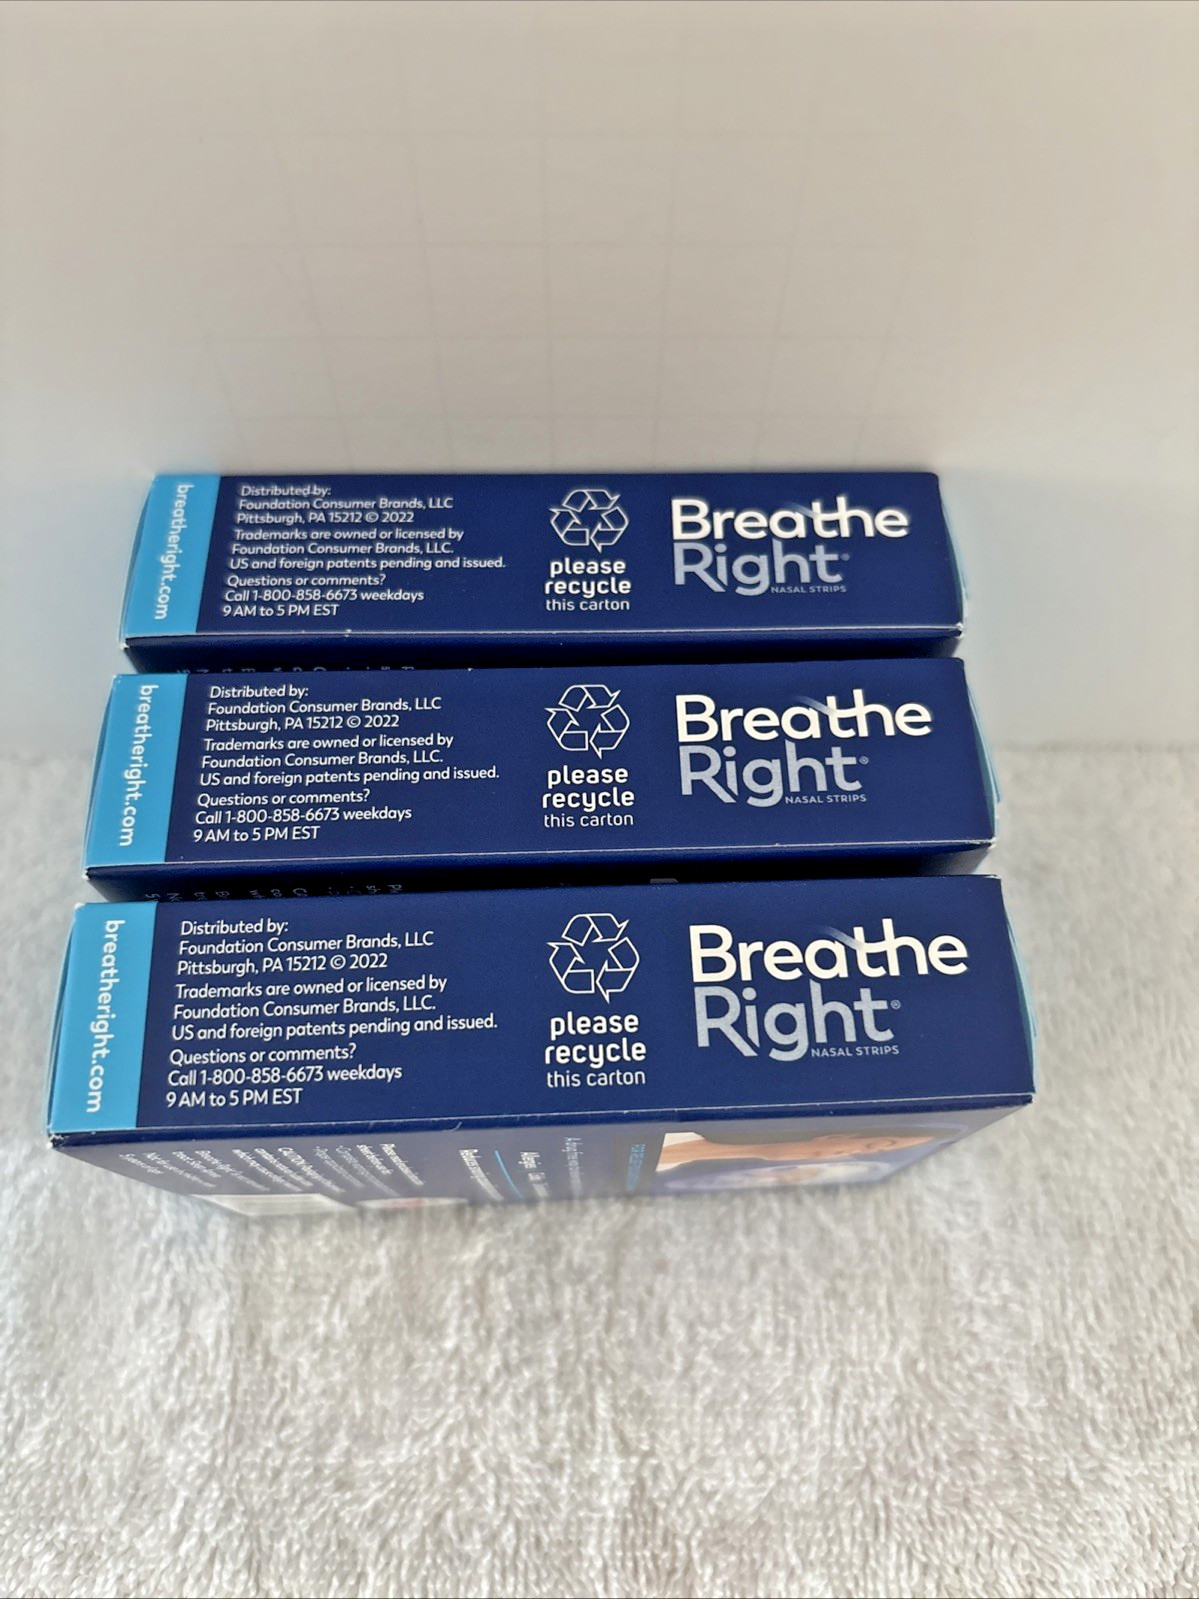 breatheright.com
Distributed by:
Foundation Consumer Brands, LLC
Pittsburgh, PA 15212 © 2022
Trademarks are owned or licensed by
Foundation Consumer Brands, LLC.
US and foreign patents pending and issued.
Questions or comments?
Call 1-800-858-6673 weekdays
9 AM to 5 PM EST
please
recycle
this carton
Breathe
Right®
NASAL STRIPS
breatheright.com
Distributed by:
Foundation Consumer Brands, LLC
Pittsburgh, PA 15212 © 2022
Trademarks are owned or licensed by
Foundation Consumer Brands, LLC.
US and foreign patents pending and issued.
Questions or comments?
Call 1-800-858-6673 weekdays
9 AM to 5 PM EST
please
recycle
this carton
Breathe
Right®
NASAL STRIPS
breatheright.com
Distributed by:
Foundation Consumer Brands, LLC
Pittsburgh, PA 15212 © 2022
Trademarks are owned or licensed by
Foundation Consumer Brands, LLC.
US and foreign patents pending and issued.
Questions or comments?
Call 1-800-858-6673 weekdays
9 AM to 5 PM EST
please
recycle
this carton
Breathe
Right®
NASAL STRIPS